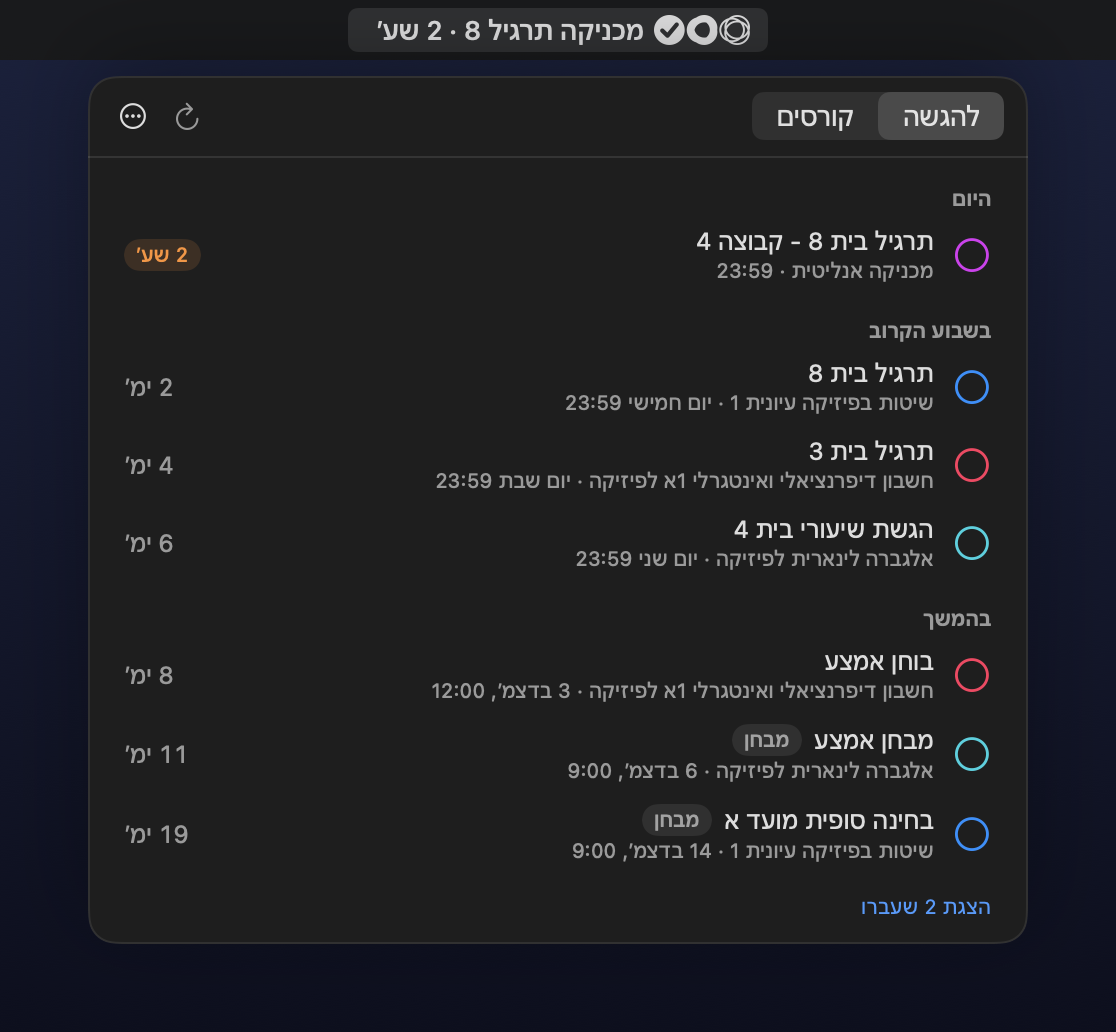 מכניקה תרגיל 8 · 2 שע׳
להגשה
קורסים
היום
תרגיל בית 8 - קבוצה 4
מכניקה אנליטית · 23:59
2 שע׳
בשבוע הקרוב
תרגיל בית 8
שיטות בפיזיקה עיונית 1 · יום חמישי 23:59
2 ימ׳
תרגיל בית 3
חשבון דיפרנציאלי ואינטגרלי 1א לפיזיקה · יום שבת 23:59
4 ימ׳
הגשת שיעורי בית 4
אלגברה לינארית לפיזיקה · יום שני 23:59
6 ימ׳
בהמשך
בוחן אמצע
חשבון דיפרנציאלי ואינטגרלי 1א לפיזיקה · 3 בדצמ׳, 12:00
8 ימ׳
מבחן אמצע מבחן
אלגברה לינארית לפיזיקה · 6 בדצמ׳, 9:00
11 ימ׳
בחינה סופית מועד א מבחן
שיטות בפיזיקה עיונית 1 · 14 בדצמ׳, 9:00
19 ימ׳
הצגת 2 שעברו